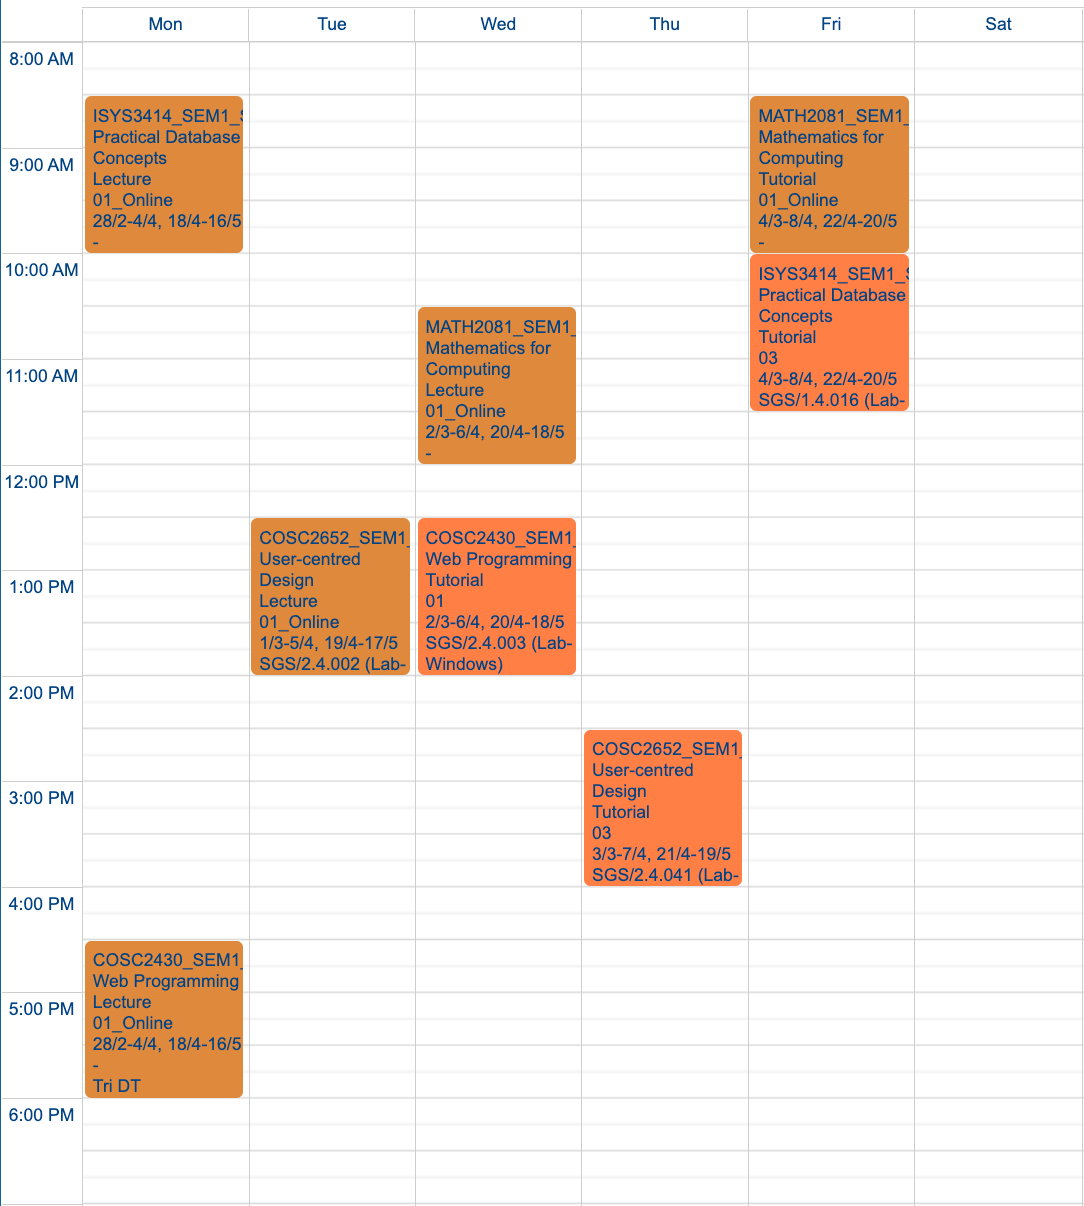 Mon Tue Wed Thu Fri Sat
8:00 AM
9:00 AM
10:00 AM
11:00 AM
12:00 PM
1:00 PM
2:00 PM
3:00 PM
4:00 PM
5:00 PM
6:00 PM
ISYS3414_SEM1_
Practical Database
Concepts
Lecture
01_Online
28/2-4/4, 18/4-16/5
-
COSC2430_SEM1_
Web Programming
Lecture
01_Online
28/2-4/4, 18/4-16/5
-
Tri DT
COSC2652_SEM1_
User-centred
Design
Lecture
01_Online
1/3-5/4, 19/4-17/5
SGS/2.4.002 (Lab-
MATH2081_SEM1_
Mathematics for
Computing
Lecture
01_Online
2/3-6/4, 20/4-18/5
-
COSC2430_SEM1_
Web Programming
Tutorial
01
2/3-6/4, 20/4-18/5
SGS/2.4.003 (Lab-
Windows)
COSC2652_SEM1_
User-centred
Design
Tutorial
03
3/3-7/4, 21/4-19/5
SGS/2.4.041 (Lab-
MATH2081_SEM1_
Mathematics for
Computing
Tutorial
01_Online
4/3-8/4, 22/4-20/5
-
ISYS3414_SEM1_
Practical Database
Concepts
Tutorial
03
4/3-8/4, 22/4-20/5
SGS/1.4.016 (Lab-